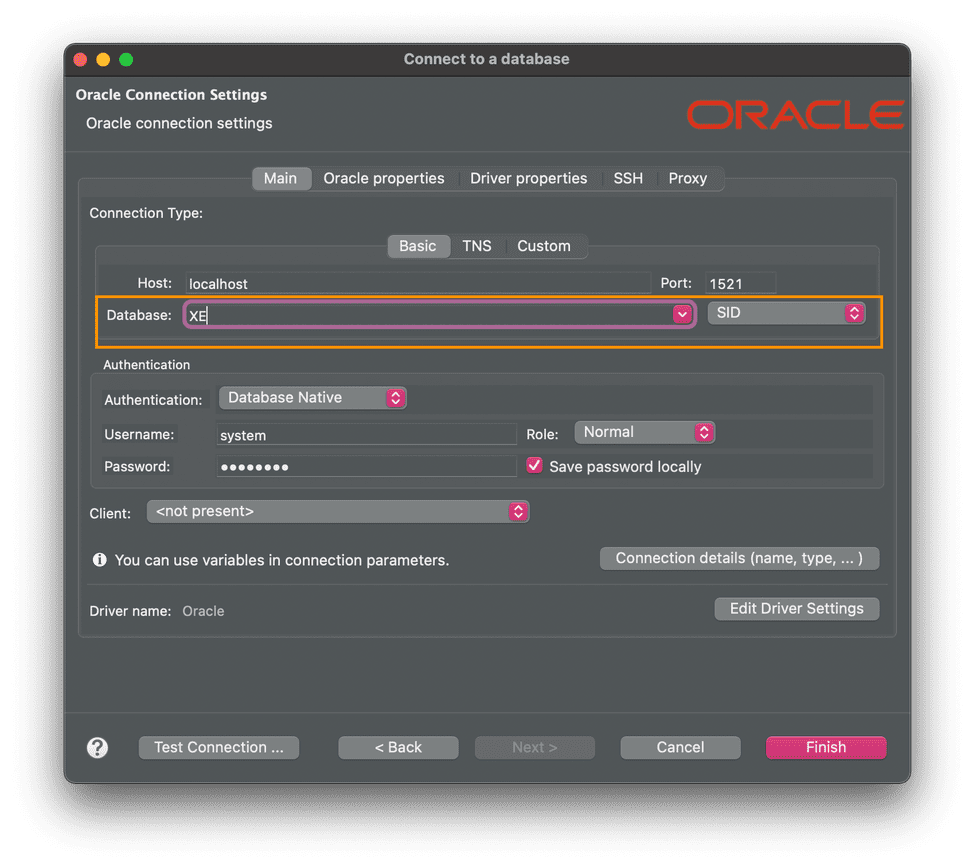 Connect to a database
Oracle Connection Settings
Oracle connection settings
ORACLE
Main Oracle properties Driver properties SSH Proxy
Connection Type:
Basic TNS Custom
Host: localhost Port: 1521
Database: XE SID
Authentication
Authentication: Database Native
Username: system Role: Normal
Password: •••••••• Save password locally
Client: <not present>
You can use variables in connection parameters. Connection details (name, type, ... )
Driver name: Oracle Edit Driver Settings
? Test Connection ... < Back Next > Cancel Finish